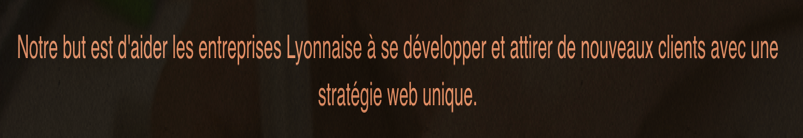 Notre but est d'aider les entreprises Lyonnaise à se développer et attirer de nouveaux clients avec une
stratégie web unique.